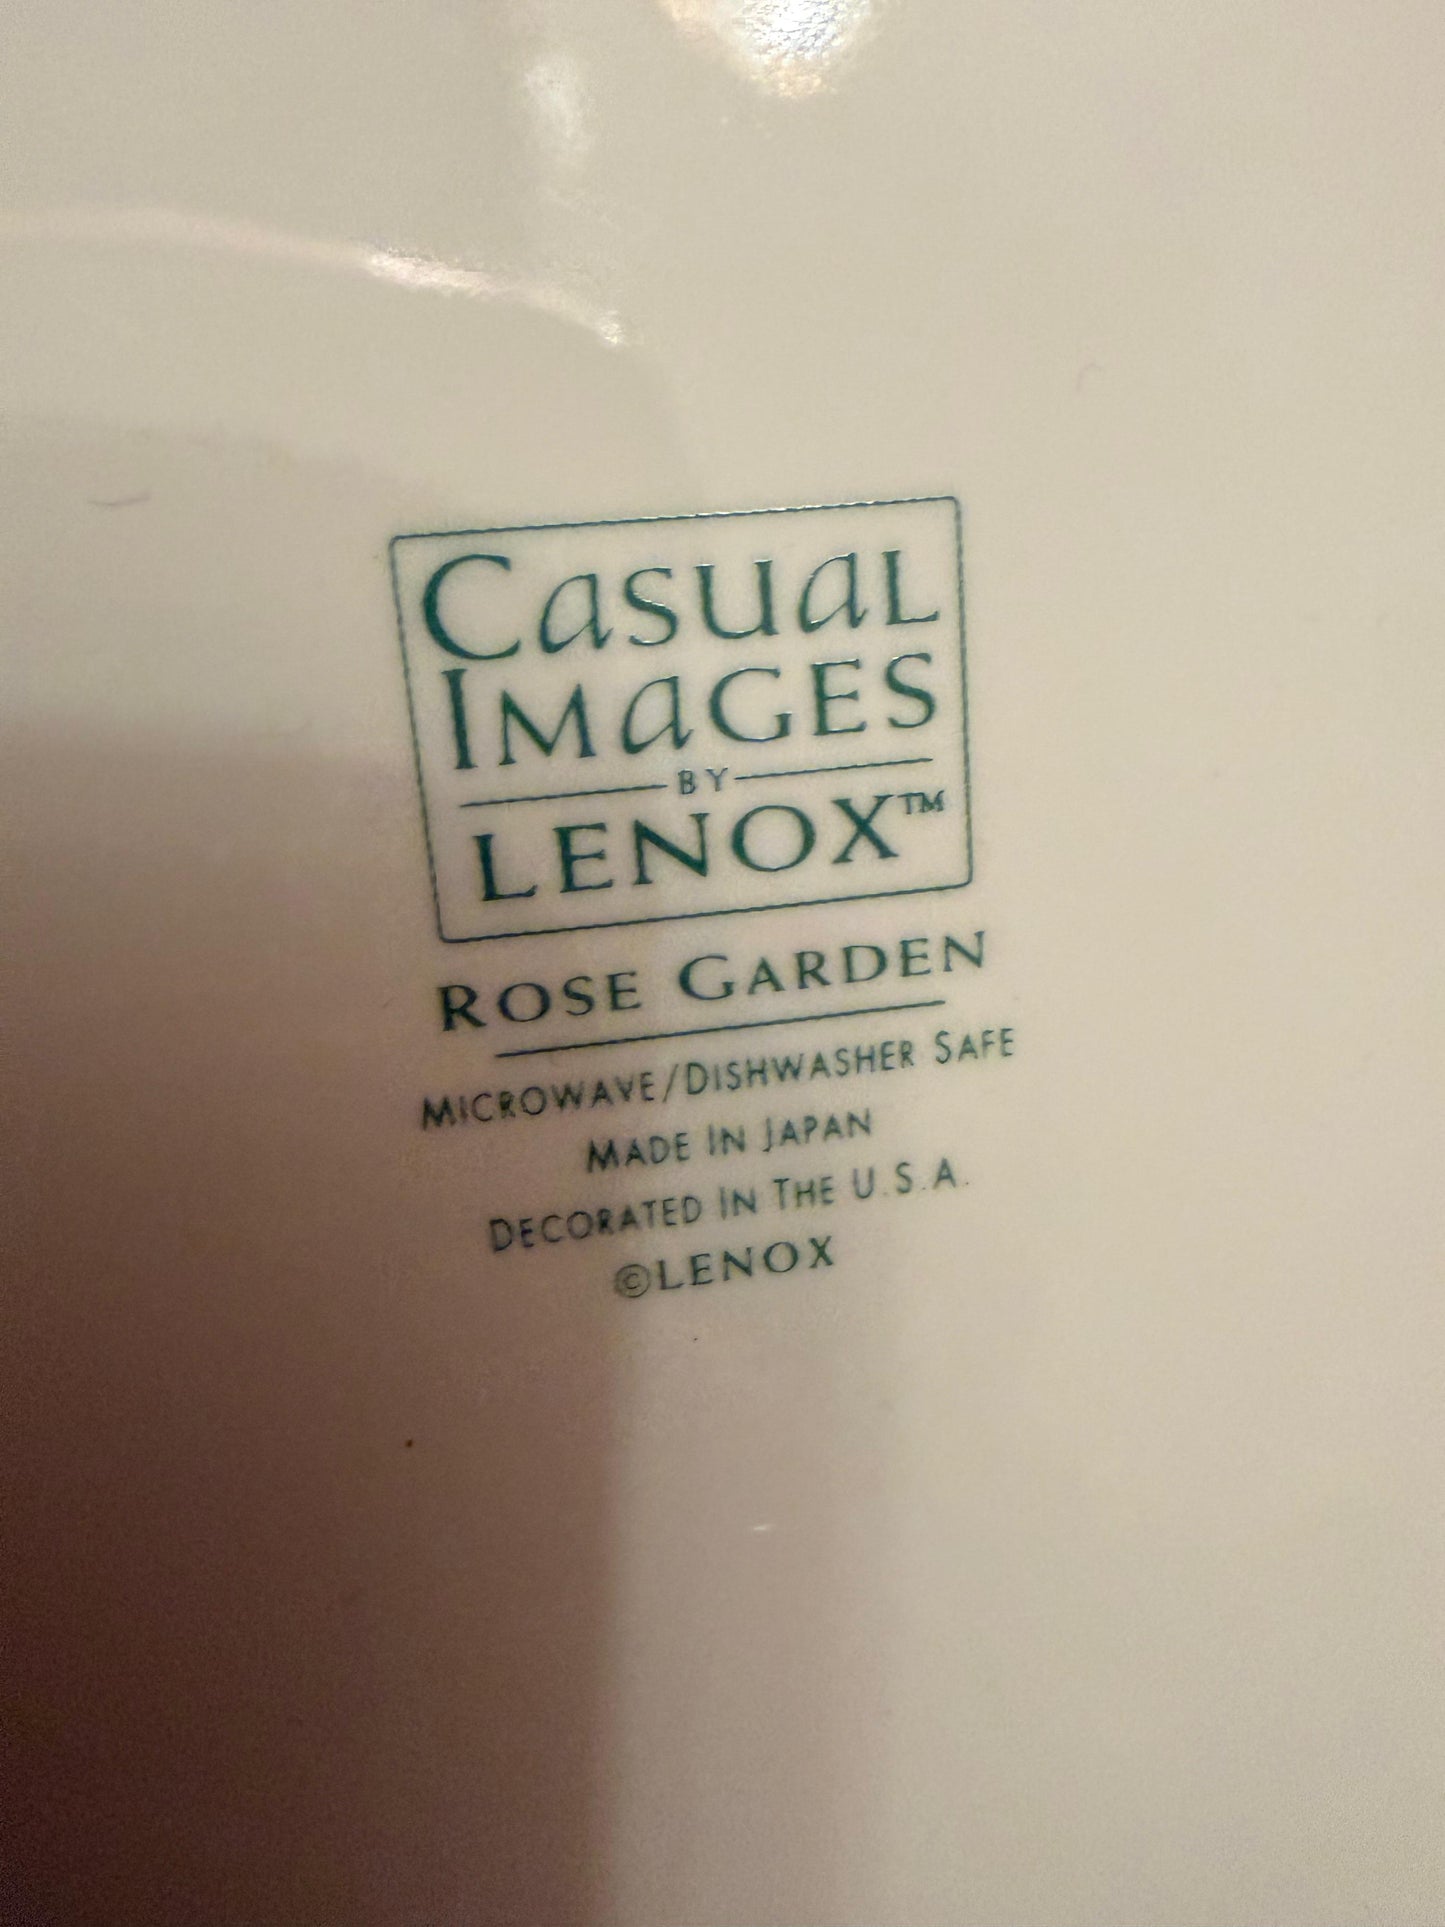 Casual
Images
BY
LENOX™
ROSE GARDEN
MICROWAVE/DISHWASHER SAFE
MADE IN JAPAN
DECORATED IN THE U.S.A.
©LENOX